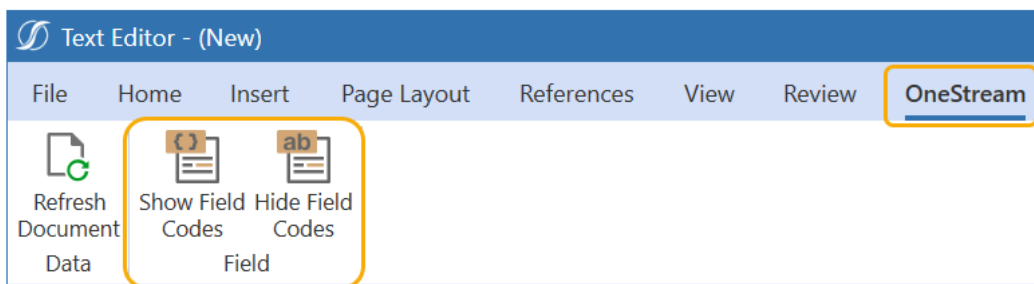 Text Editor - (New)
File Home Insert Page Layout References View Review OneStream
{ } ab
Refresh Show Field Hide Field
Document Codes Codes
Data Field